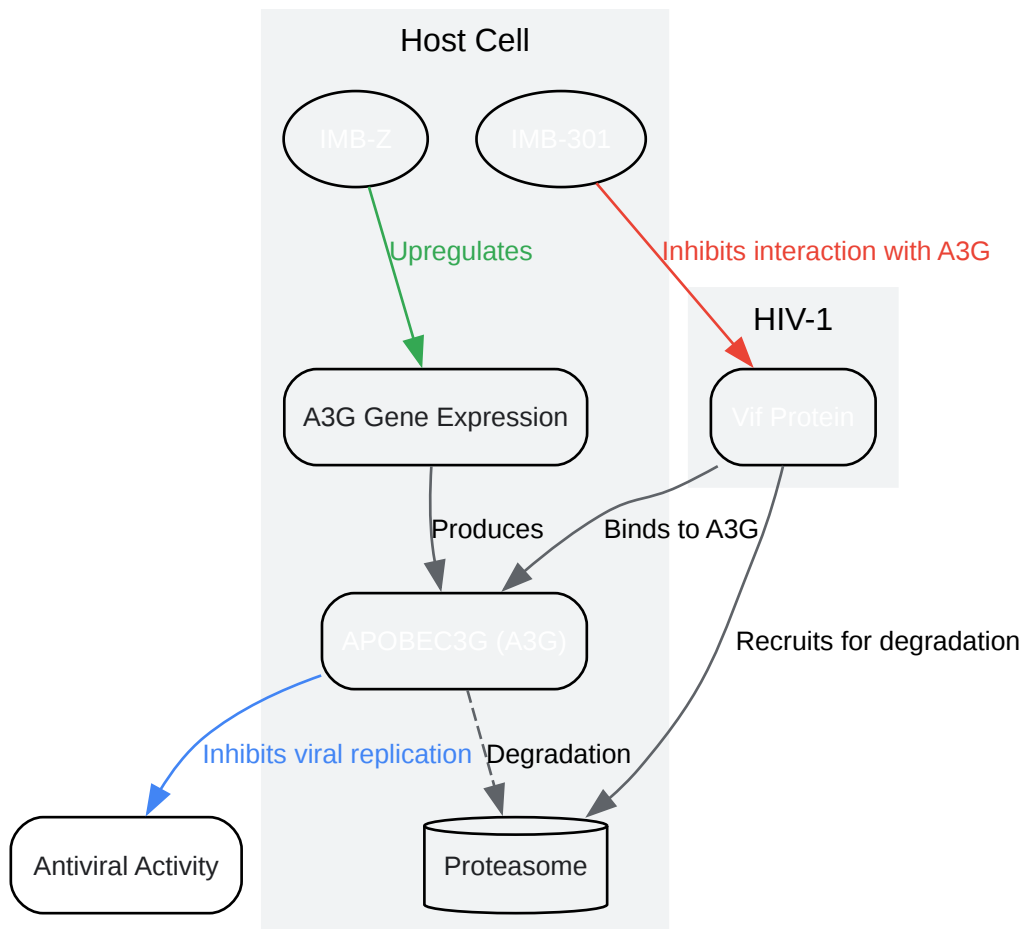 Host Cell
IMB-Z
IMB-301
Upregulates
Inhibits interaction with A3G
HIV-1
A3G Gene Expression
Vif Protein
Produces
Binds to A3G
APOBEC3G (A3G)
Recruits for degradation
Inhibits viral replication
Degradation
Antiviral Activity
Proteasome